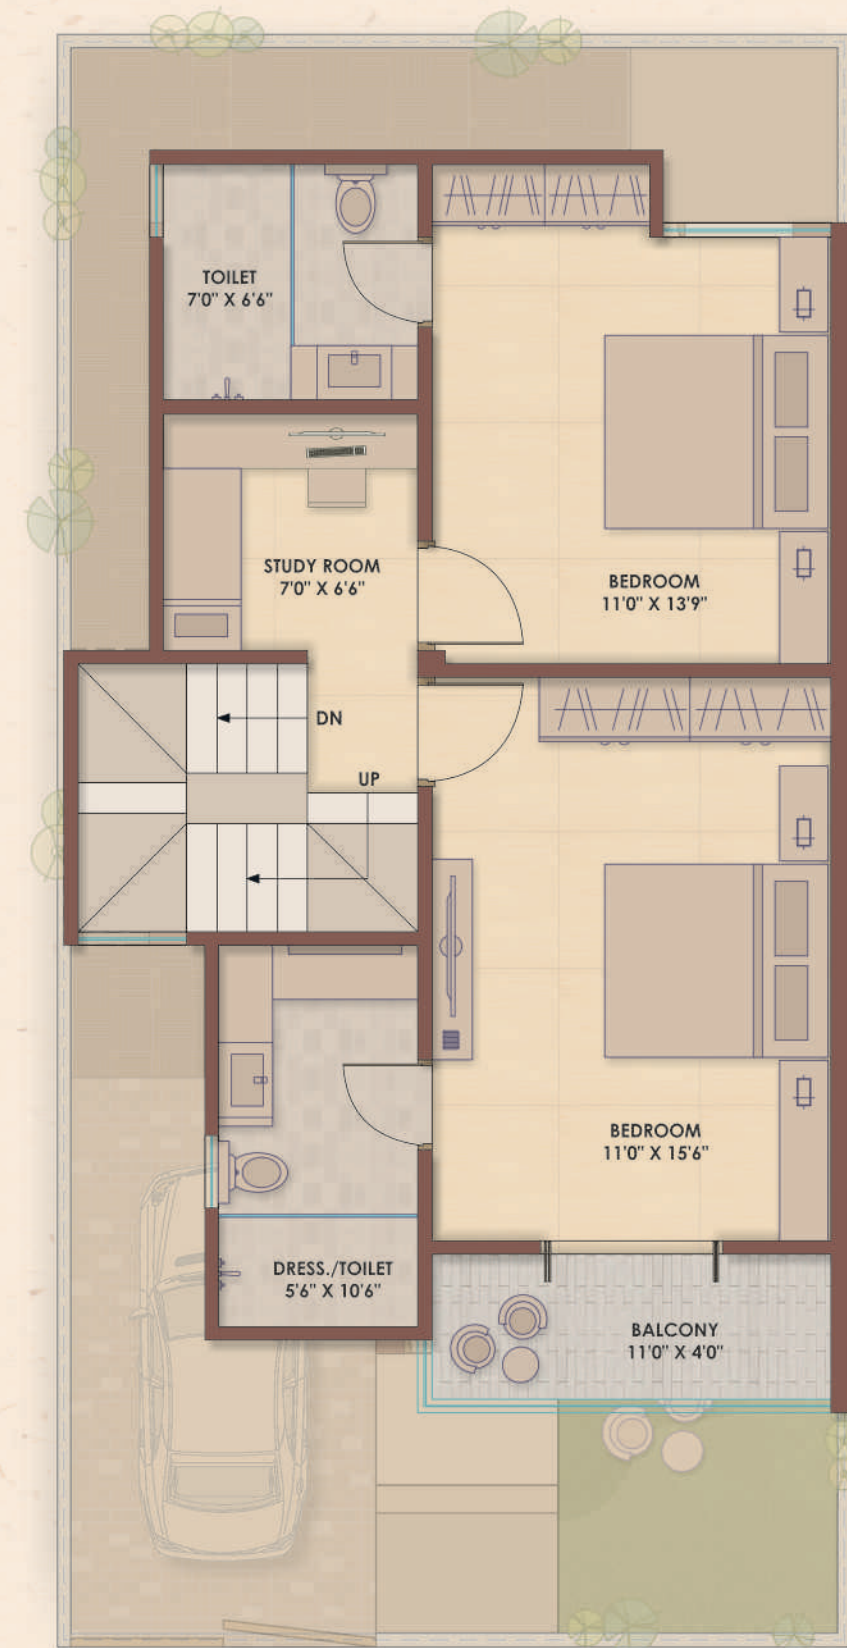 TOILET
7'0" X 6'6"
STUDY ROOM
7'0" X 6'6"
BEDROOM
11'0" X 13'9"
DN
UP
BEDROOM
11'0" X 15'6"
DRESS./TOILET
5'6" X 10'6"
BALCONY
11'0" X 4'0"